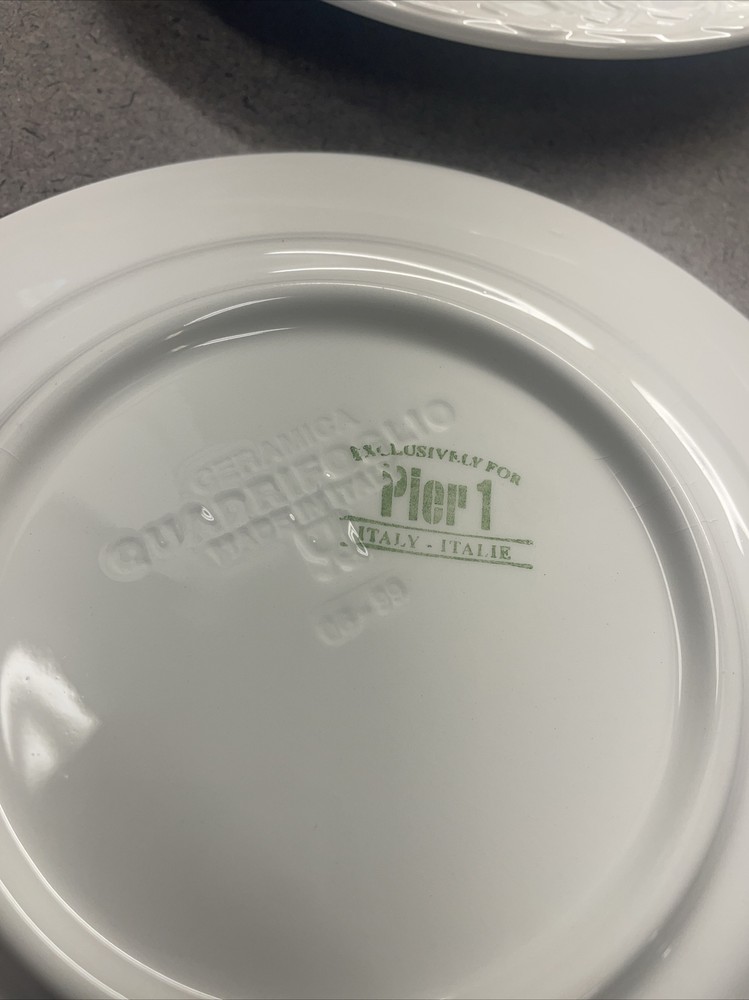 CERAMICA
QUADRIFOGLIO
MADE IN ITALY
EXCLUSIVELY FOR
Pier 1
ITALY - ITALIE